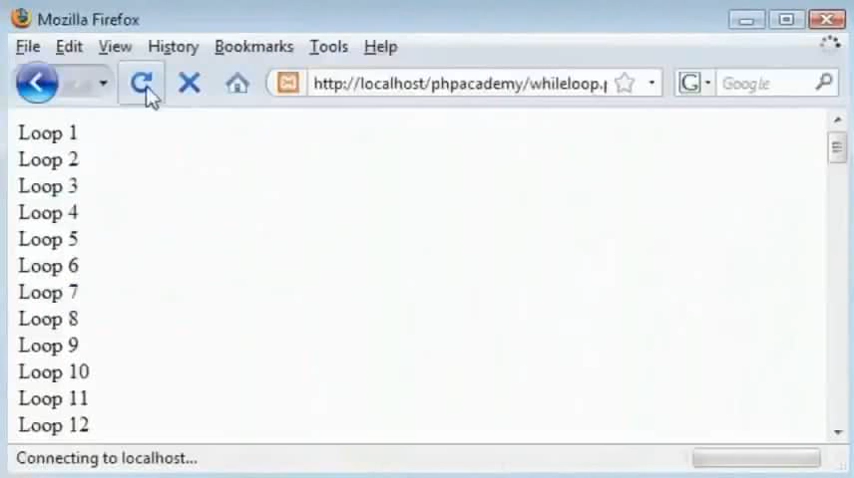 Mozilla Firefox
File Edit View History Bookmarks Tools Help
http://localhost/phpacademy/whileloop.p G Google
Loop 1
Loop 2
Loop 3
Loop 4
Loop 5
Loop 6
Loop 7
Loop 8
Loop 9
Loop 10
Loop 11
Loop 12
Connecting to localhost...